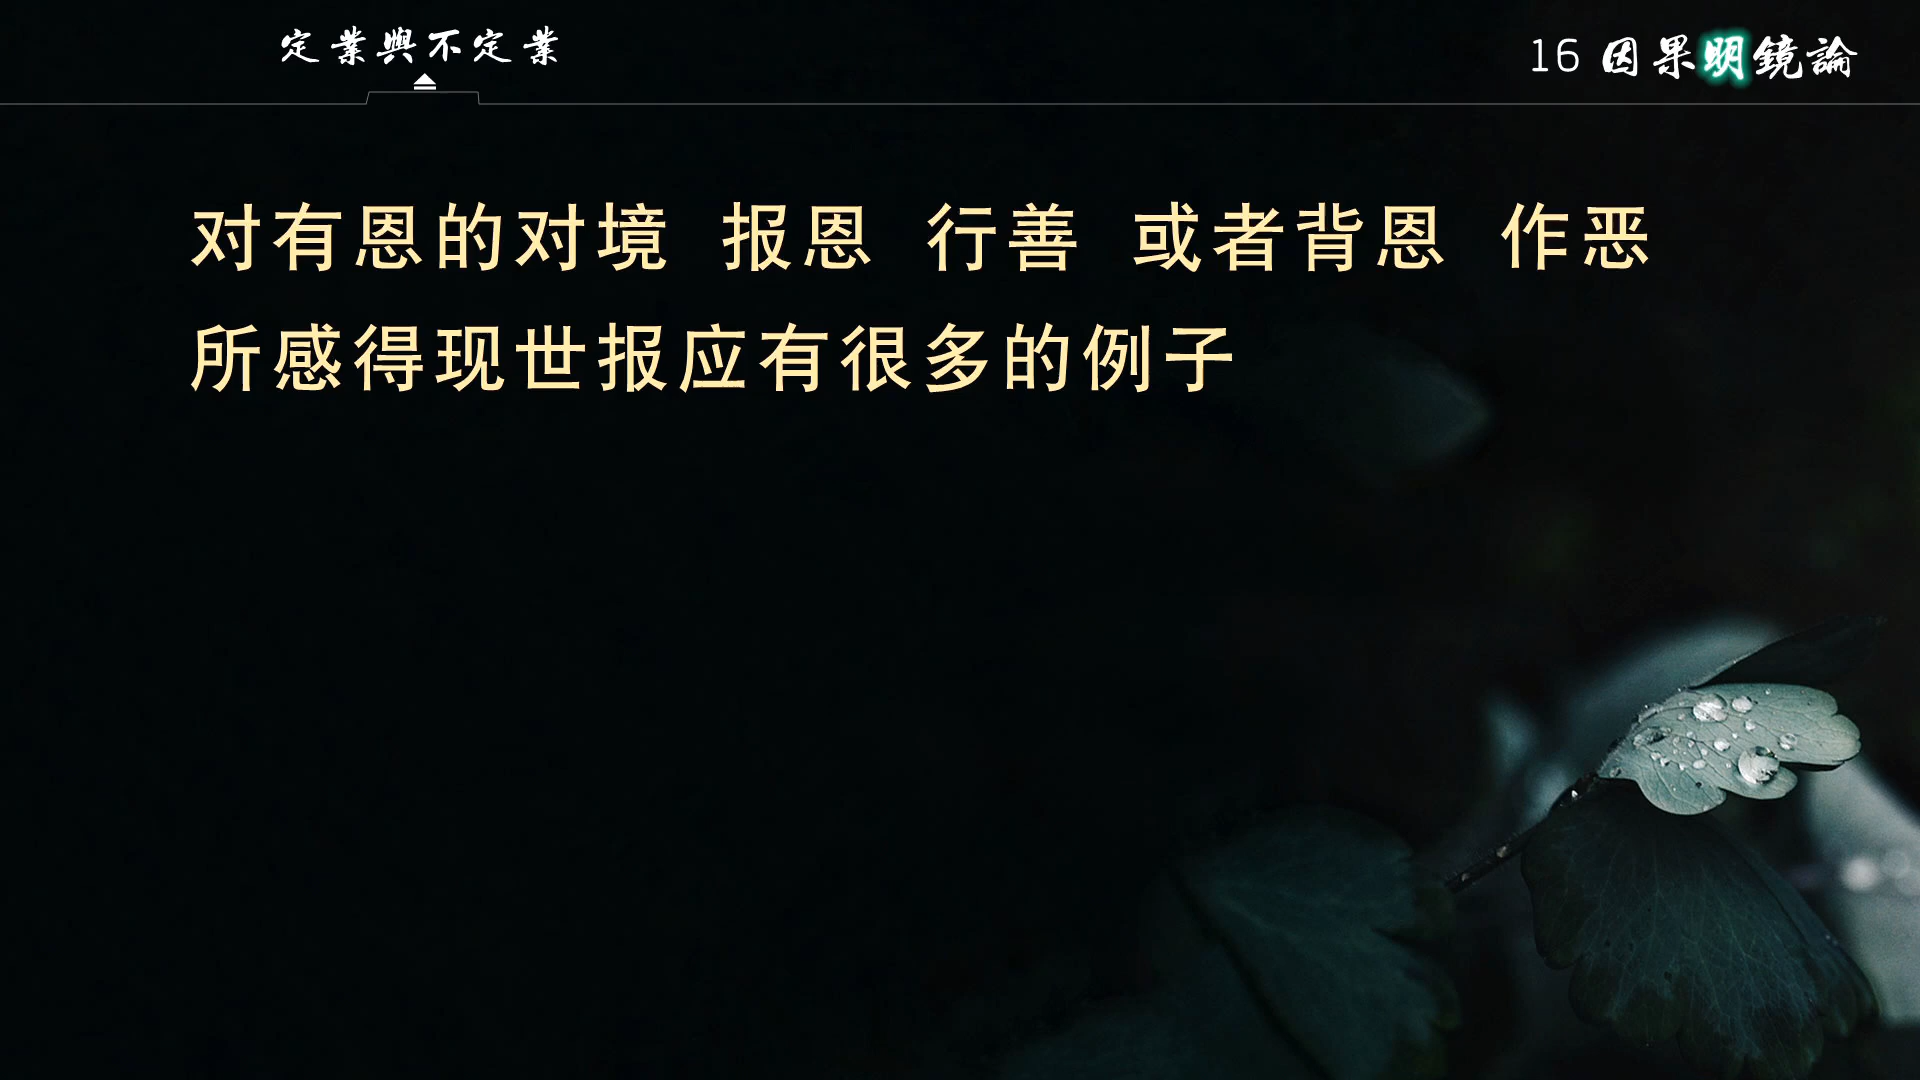 定業與不定業
16 因果明鏡論
对有恩的对境 报恩 行善 或者背恩 作恶
所感得现世报应有很多的例子